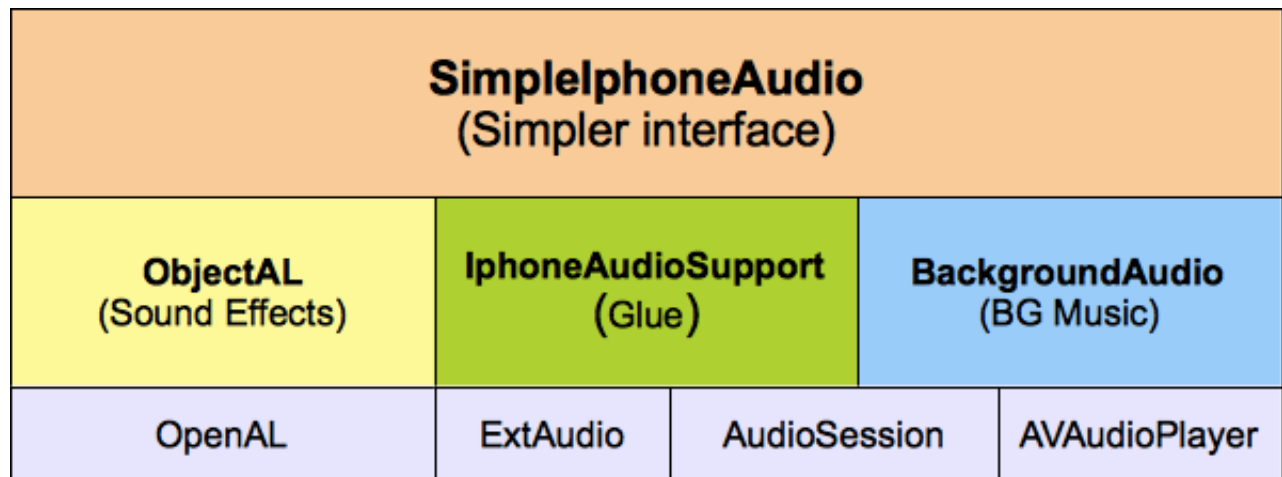 SimpleIphoneAudio
(Simpler interface)
ObjectAL
(Sound Effects)
IphoneAudioSupport
(Glue)
BackgroundAudio
(BG Music)
OpenAL
ExtAudio
AudioSession
AVAudioPlayer